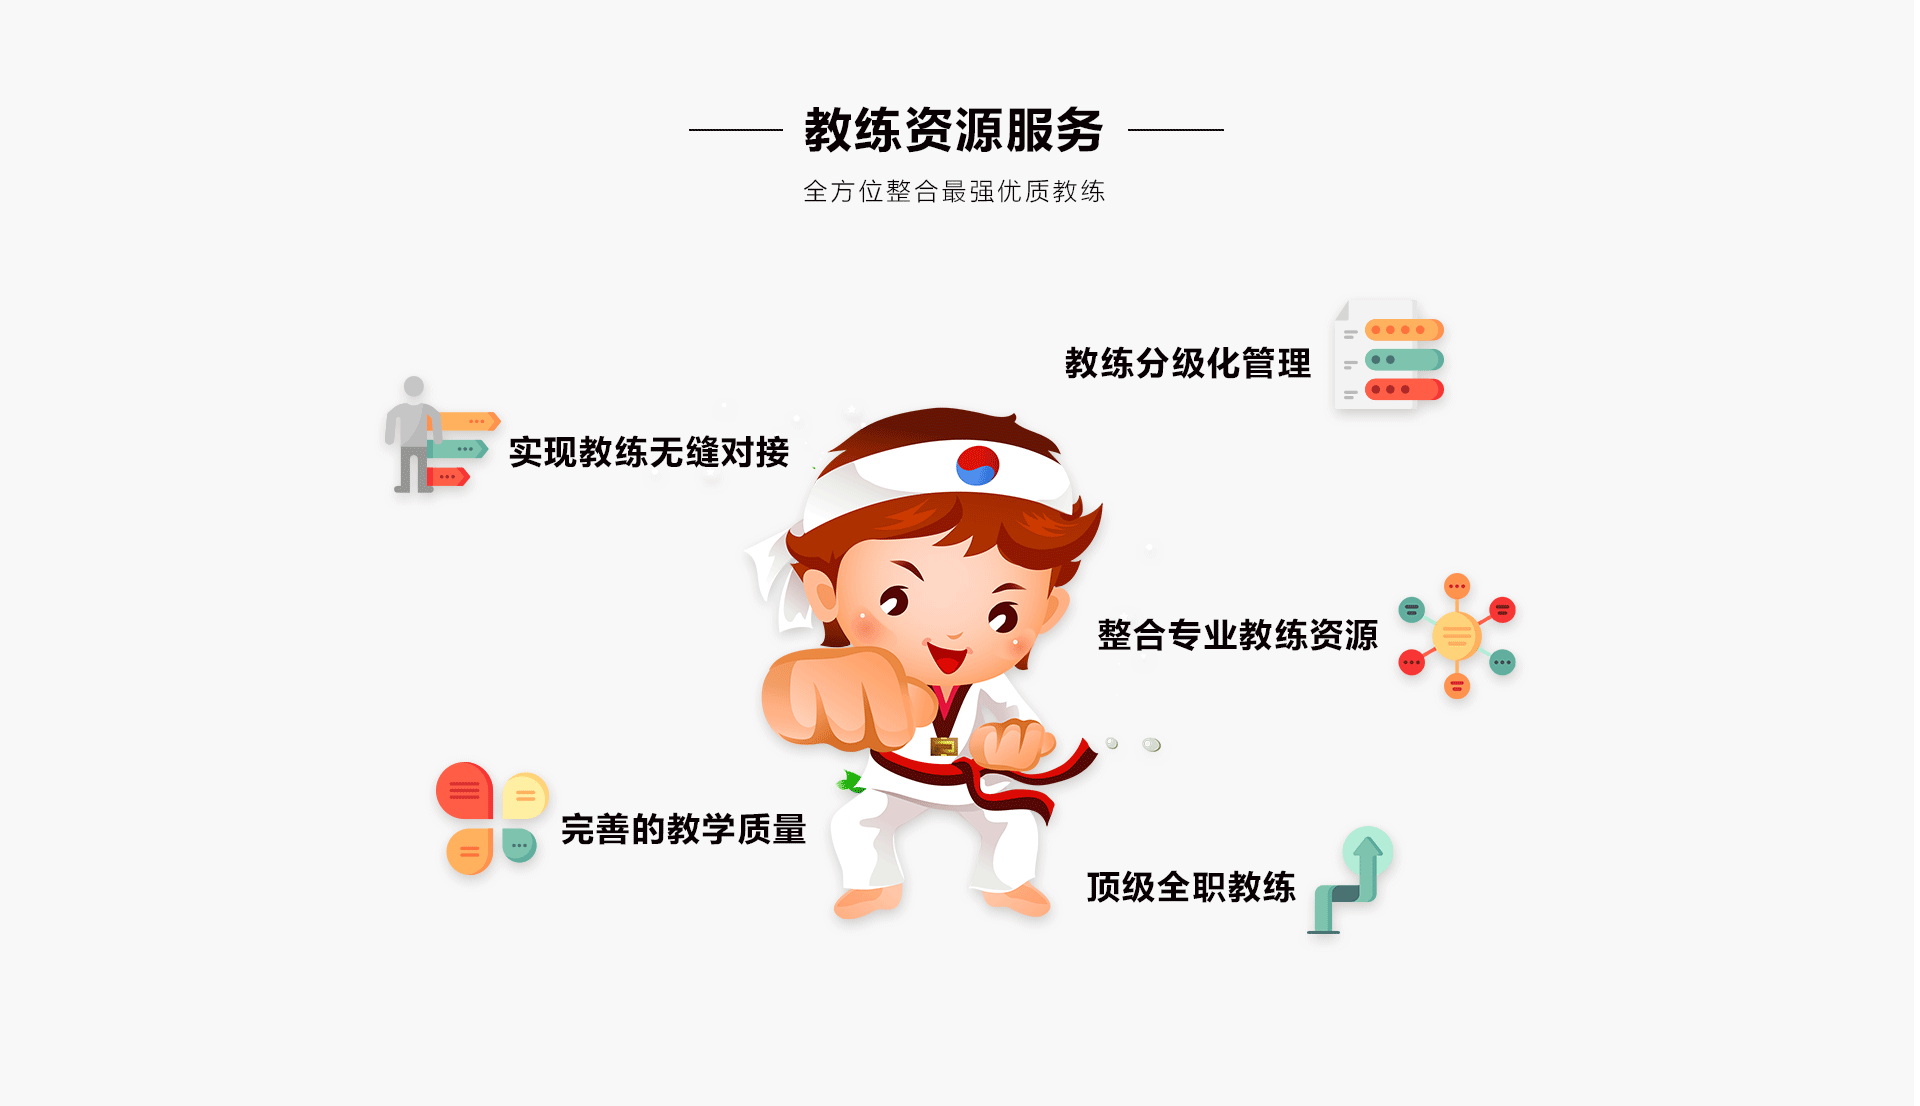 教练资源服务
全方位整合最强优质教练
教练分级化管理
实现教练无缝对接
整合专业教练资源
完善的教学质量
顶级全职教练